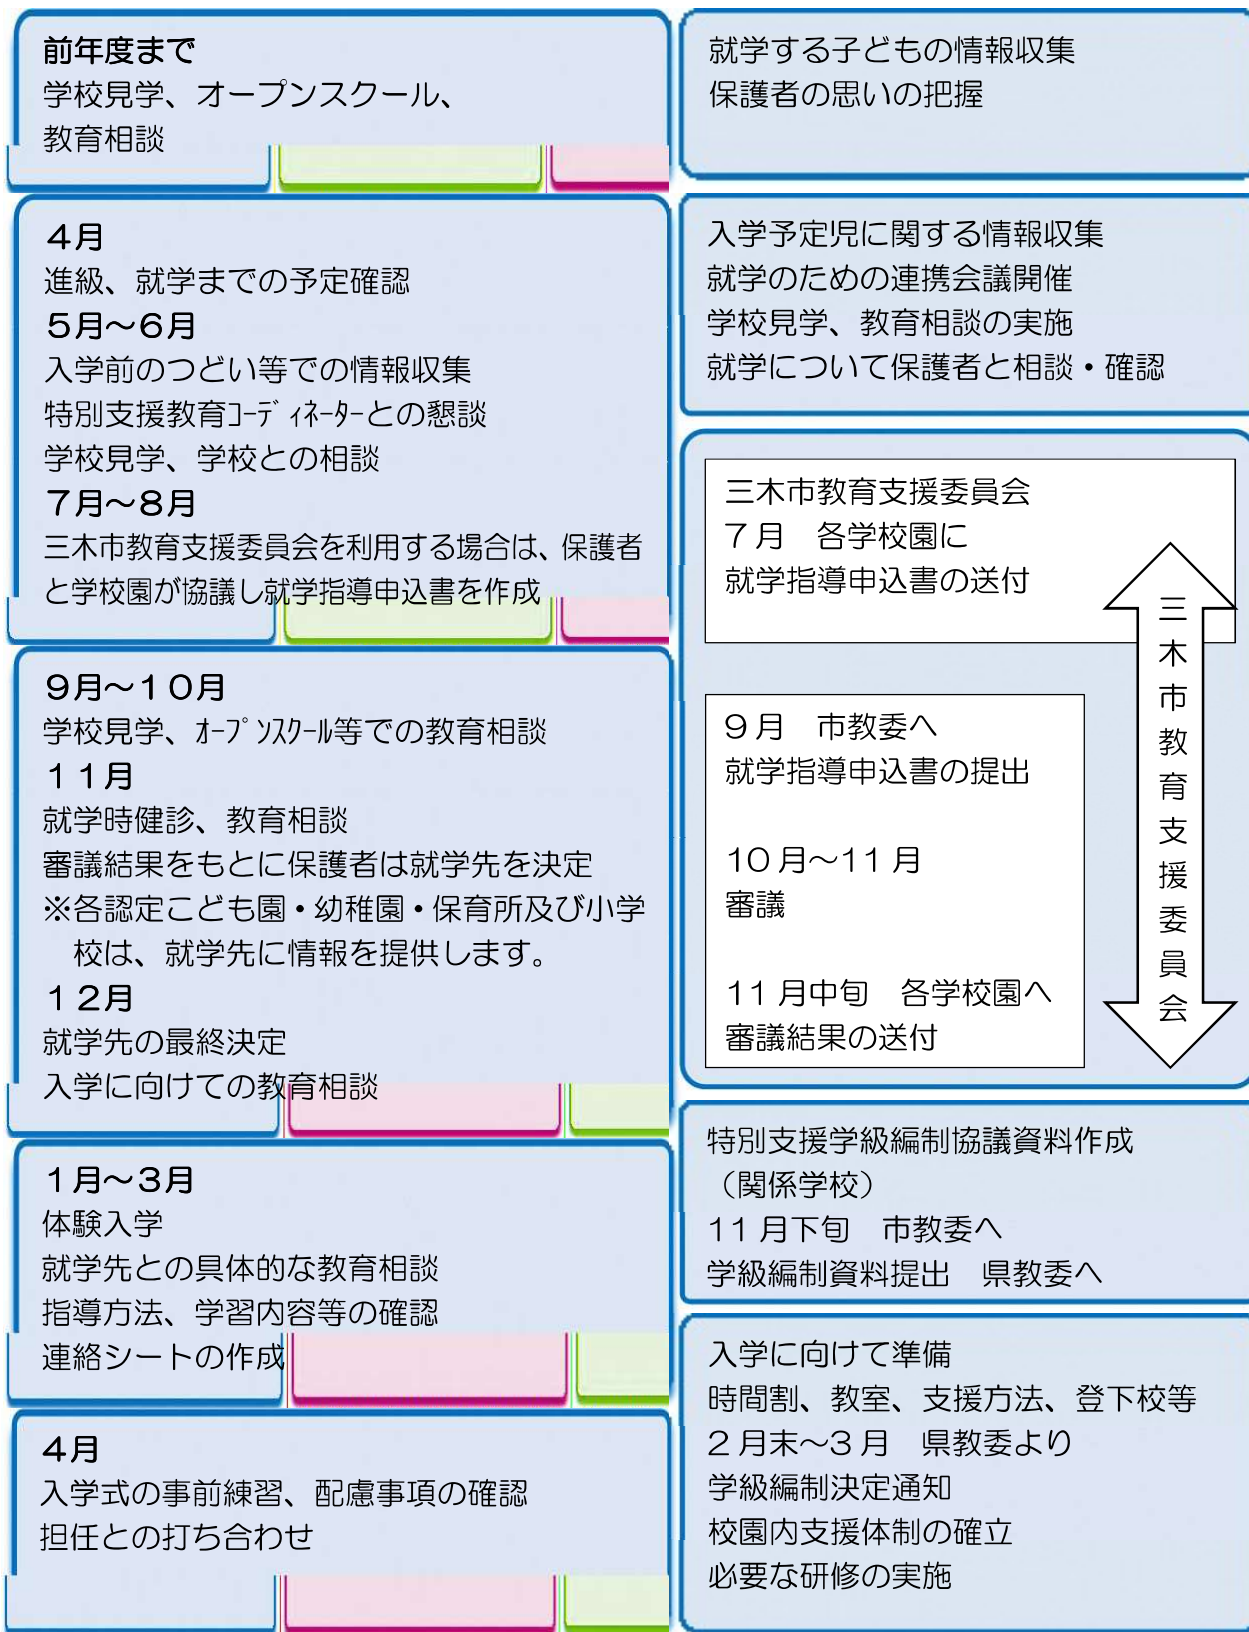 前年度まで
学校見学、オープンスクール、
教育相談
就学する子どもの情報収集
保護者の思いの把握
4月
進級、就学までの予定確認
5月～6月
入学前のつどい等での情報収集
特別支援教育ｺｰﾃﾞｨﾈｰﾀｰとの懇談
学校見学、学校との相談
7月～8月
三木市教育支援委員会を利用する場合は、保護者
と学校園が協議し就学指導申込書を作成
入学予定児に関する情報収集
就学のための連携会議開催
学校見学、教育相談の実施
就学について保護者と相談・確認
三木市教育支援委員会
7月　各学校園に
就学指導申込書の送付
9月　市教委へ
就学指導申込書の提出
10月～11月
審議
11月中旬　各学校園へ
審議結果の送付
三木市教育支援委員会
9月～10月
学校見学、ｵｰﾌﾟﾝｽｸｰﾙ等での教育相談
11月
就学時健診、教育相談
審議結果をもとに保護者は就学先を決定
※各認定こども園・幼稚園・保育所及び小学
校は、就学先に情報を提供します。
12月
就学先の最終決定
入学に向けての教育相談
特別支援学級編制協議資料作成
（関係学校）
11月下旬　市教委へ
学級編制資料提出　県教委へ
1月～3月
体験入学
就学先との具体的な教育相談
指導方法、学習内容等の確認
連絡シートの作成
入学に向けて準備
時間割、教室、支援方法、登下校等
2月末～3月　県教委より
学級編制決定通知
校園内支援体制の確立
必要な研修の実施
4月
入学式の事前練習、配慮事項の確認
担任との打ち合わせ